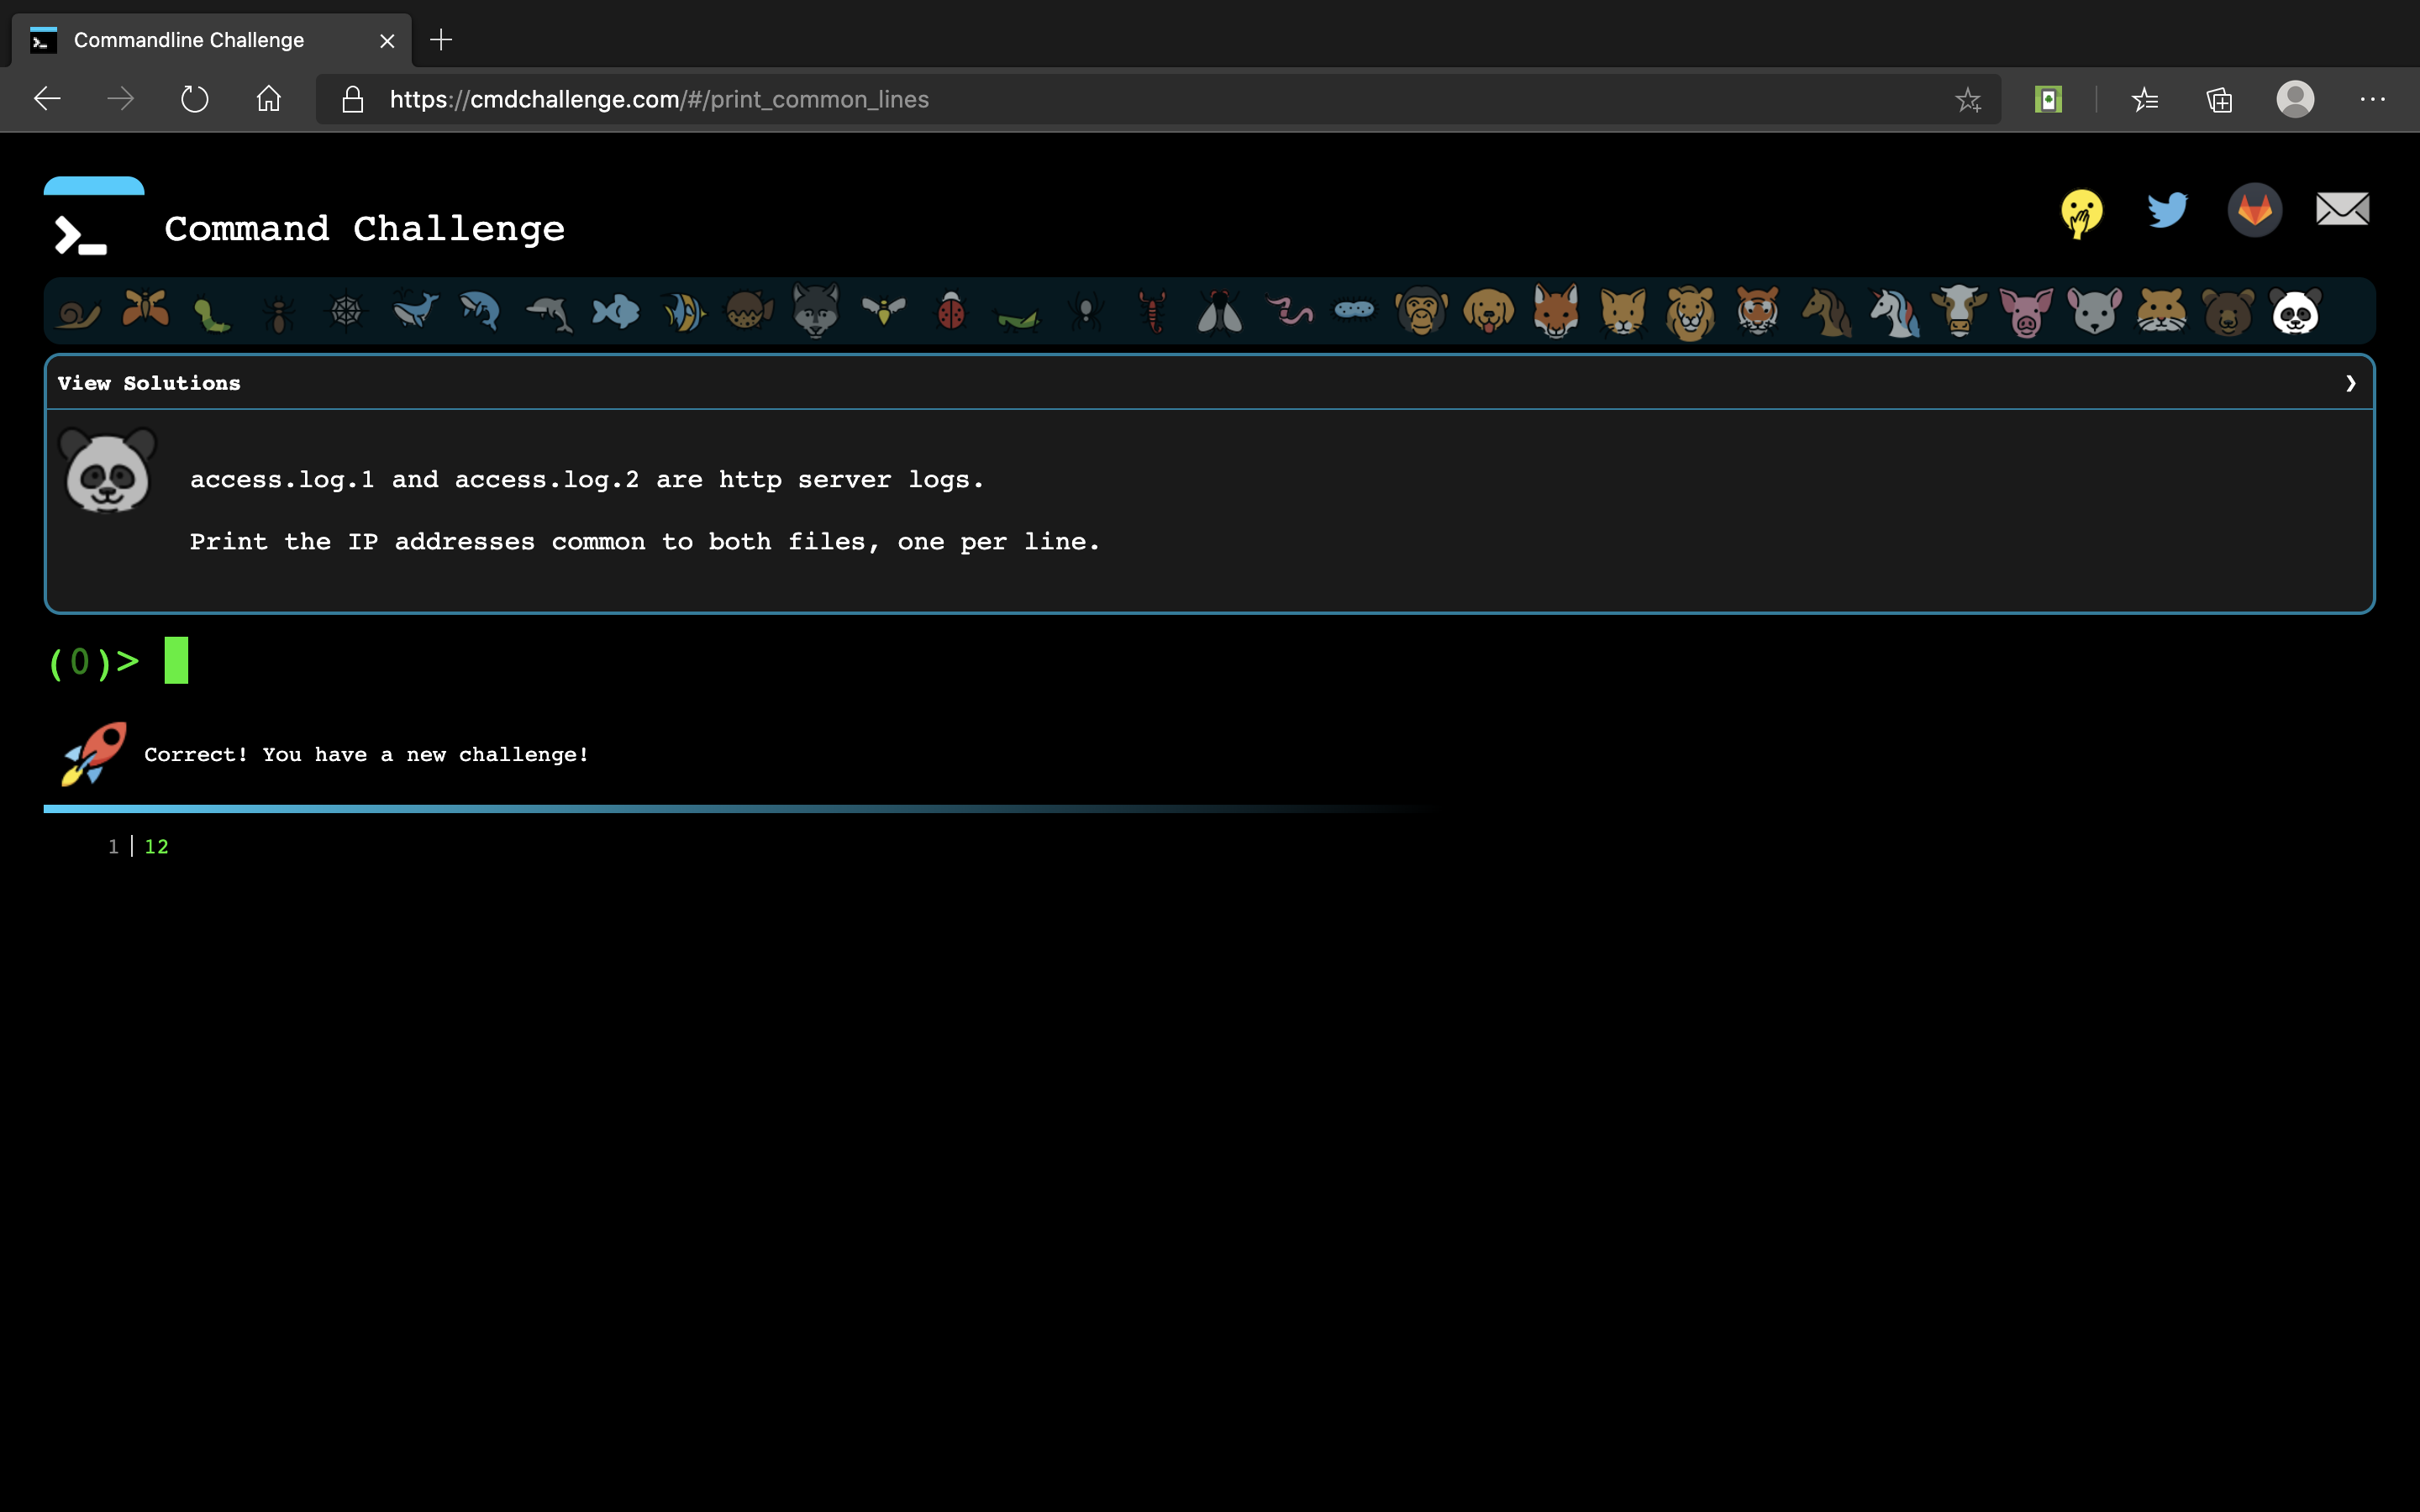 Commandline Challenge
https://cmdchallenge.com/#/print_common_lines
Command Challenge
View Solutions
access.log.1 and access.log.2 are http server logs.
Print the IP addresses common to both files, one per line.
(0)>
Correct! You have a new challenge!
1 | 12